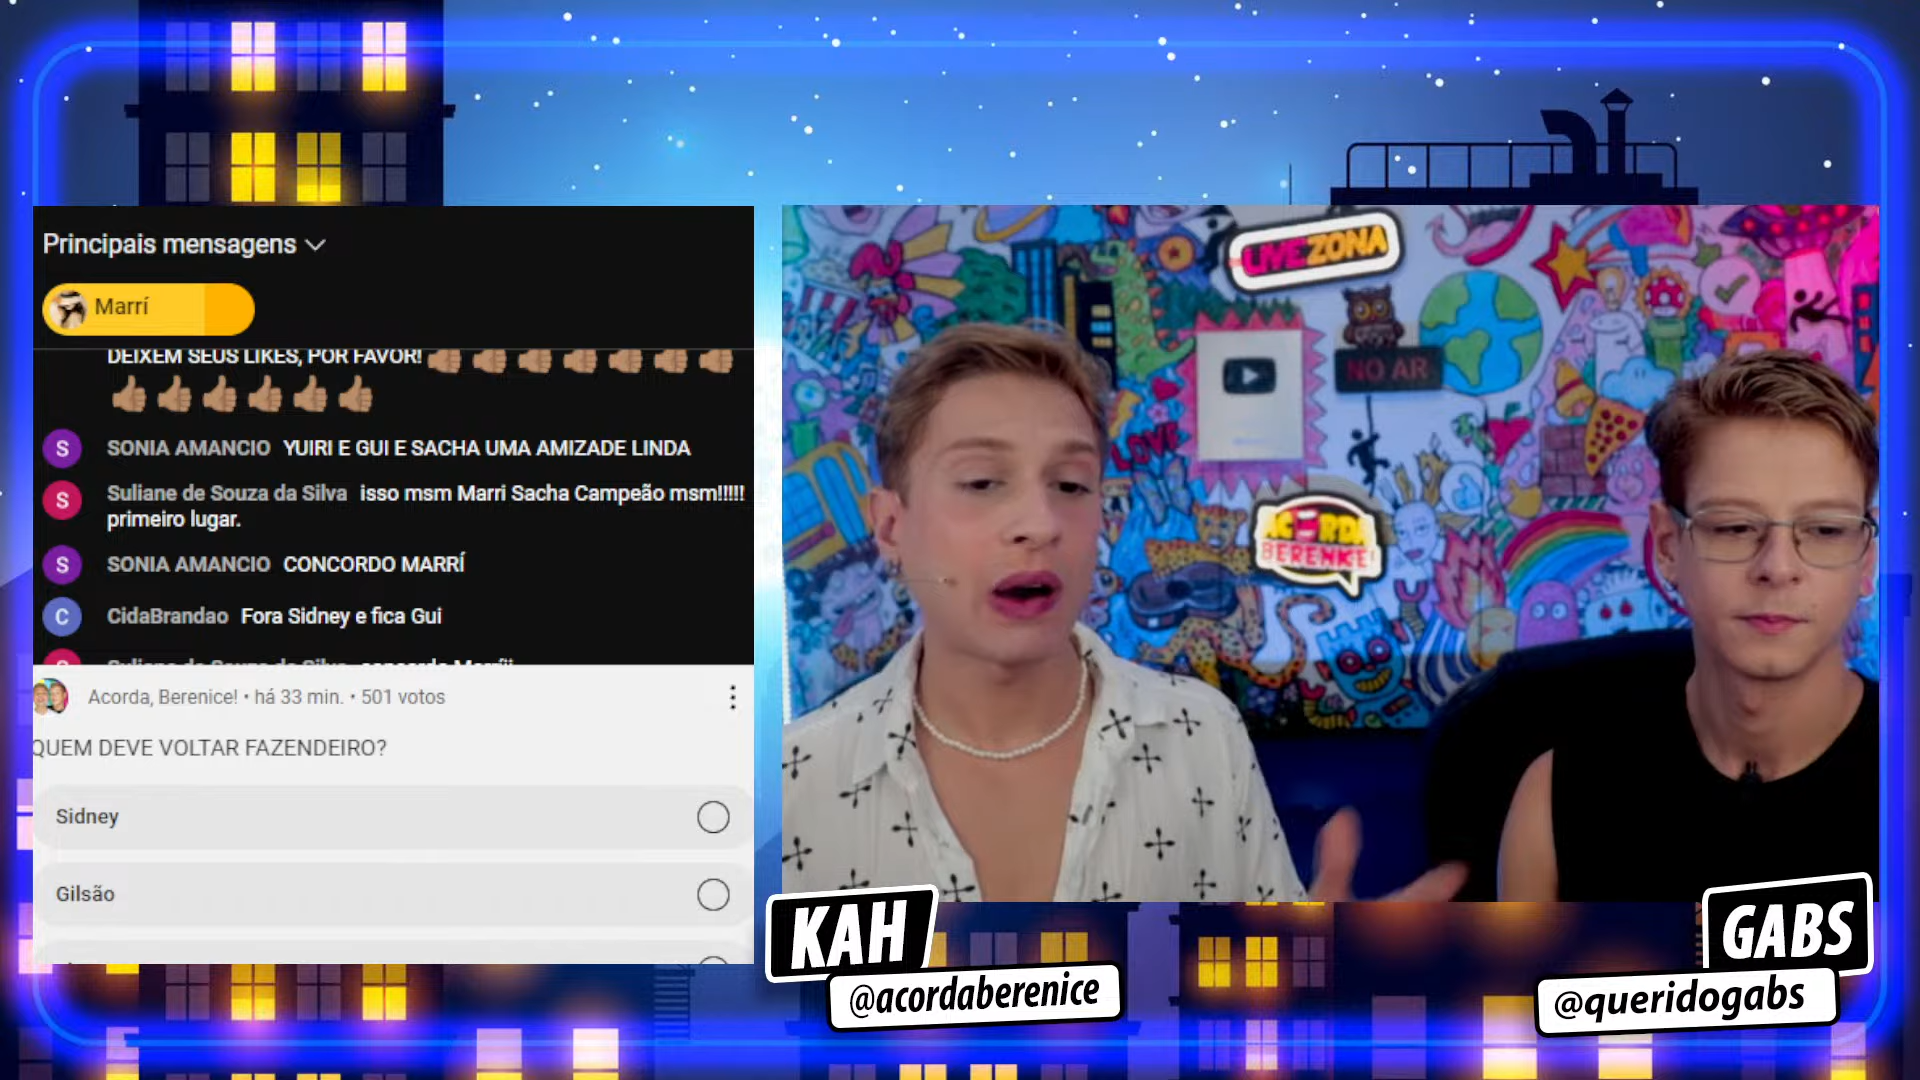 Principais mensagens
Marrí
DEIXEM SEUS LIKES, POR FAVOR!
S SONIA AMANCIO YUIRI E GUI E SACHA UMA AMIZADE LINDA
S Suliane de Souza da Silva isso msm Marri Sacha Campeão msm!!!!!
primeiro lugar.
S SONIA AMANCIO CONCORDO MARRÍ
C CidaBrandao Fora Sidney e fica Gui
Acorda, Berenice! • há 33 min. • 501 votos
QUEM DEVE VOLTAR FAZENDEIRO?
Sidney
Gilsão
LIVEZONA
NO AR
LOVE
ACORDA
BERENICE!
KAH
@acordaberenice
GABS
@queridogabs